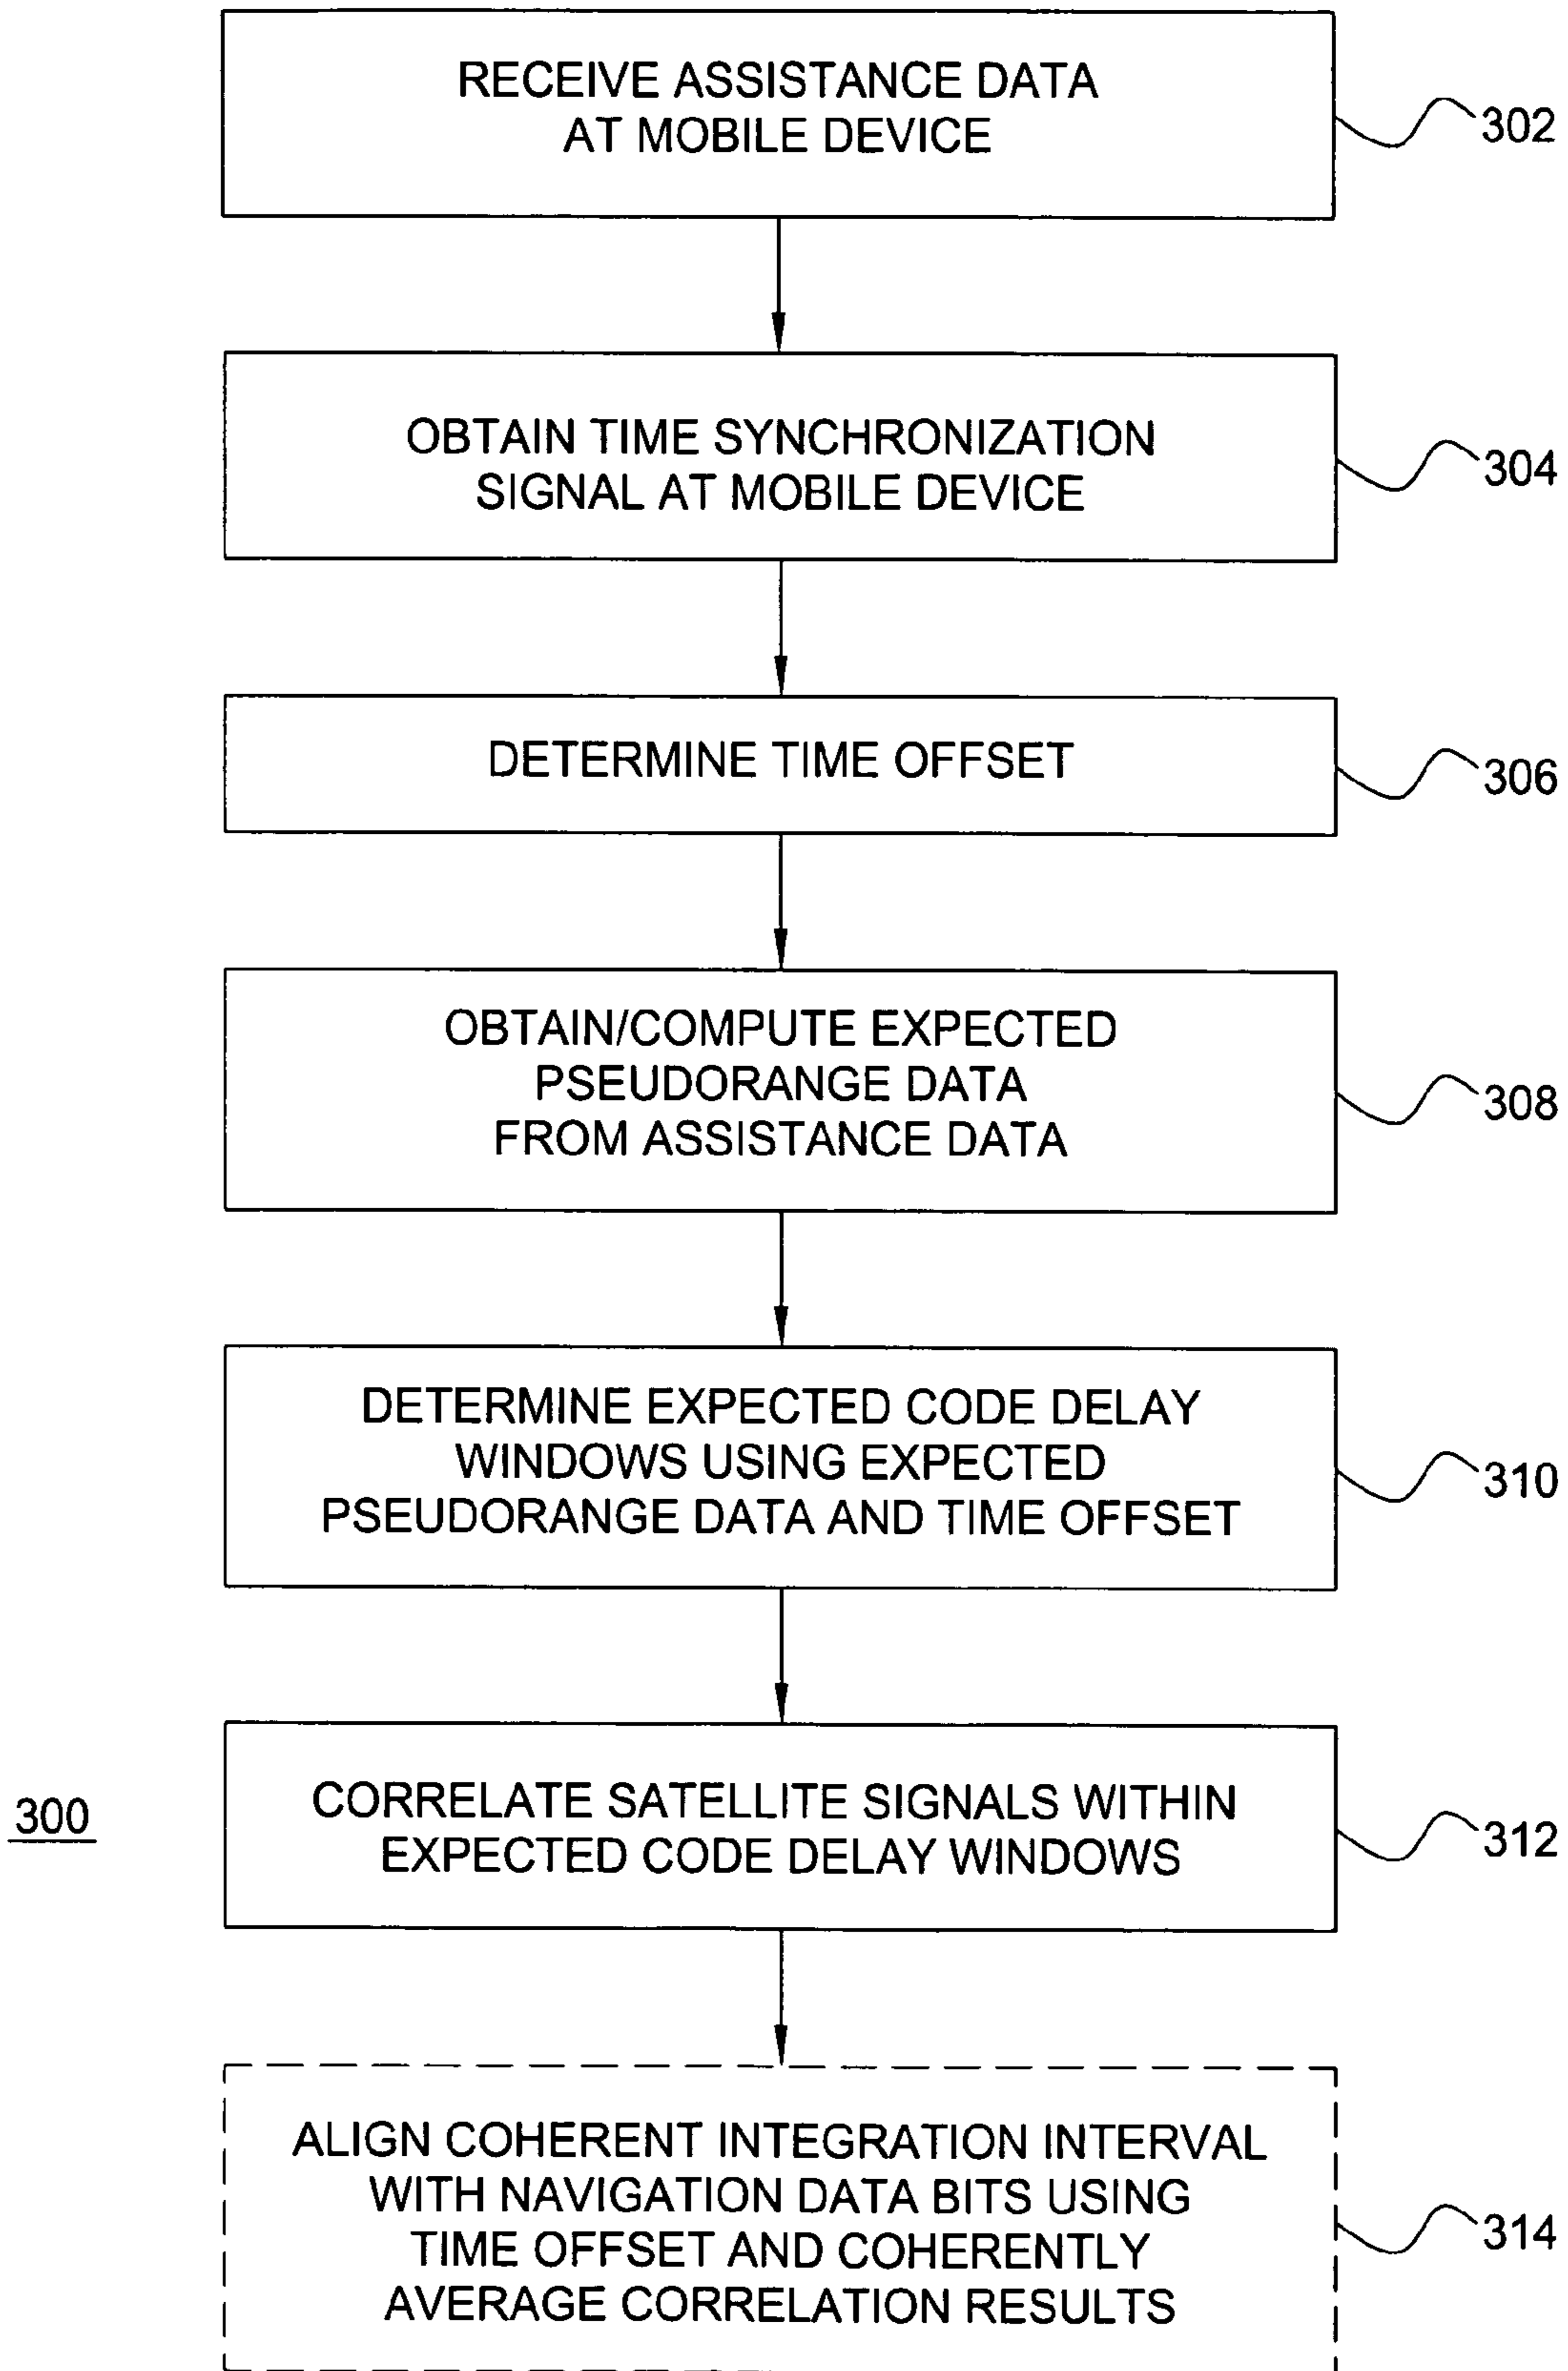 RECEIVE ASSISTANCE DATA
AT MOBILE DEVICE
302
OBTAIN TIME SYNCHRONIZATION
SIGNAL AT MOBILE DEVICE
304
DETERMINE TIME OFFSET
306
OBTAIN/COMPUTE EXPECTED
PSEUDORANGE DATA
FROM ASSISTANCE DATA
308
DETERMINE EXPECTED CODE DELAY
WINDOWS USING EXPECTED
PSEUDORANGE DATA AND TIME OFFSET
310
300
CORRELATE SATELLITE SIGNALS WITHIN
EXPECTED CODE DELAY WINDOWS
312
ALIGN COHERENT INTEGRATION INTERVAL
WITH NAVIGATION DATA BITS USING
TIME OFFSET AND COHERENTLY
AVERAGE CORRELATION RESULTS
314